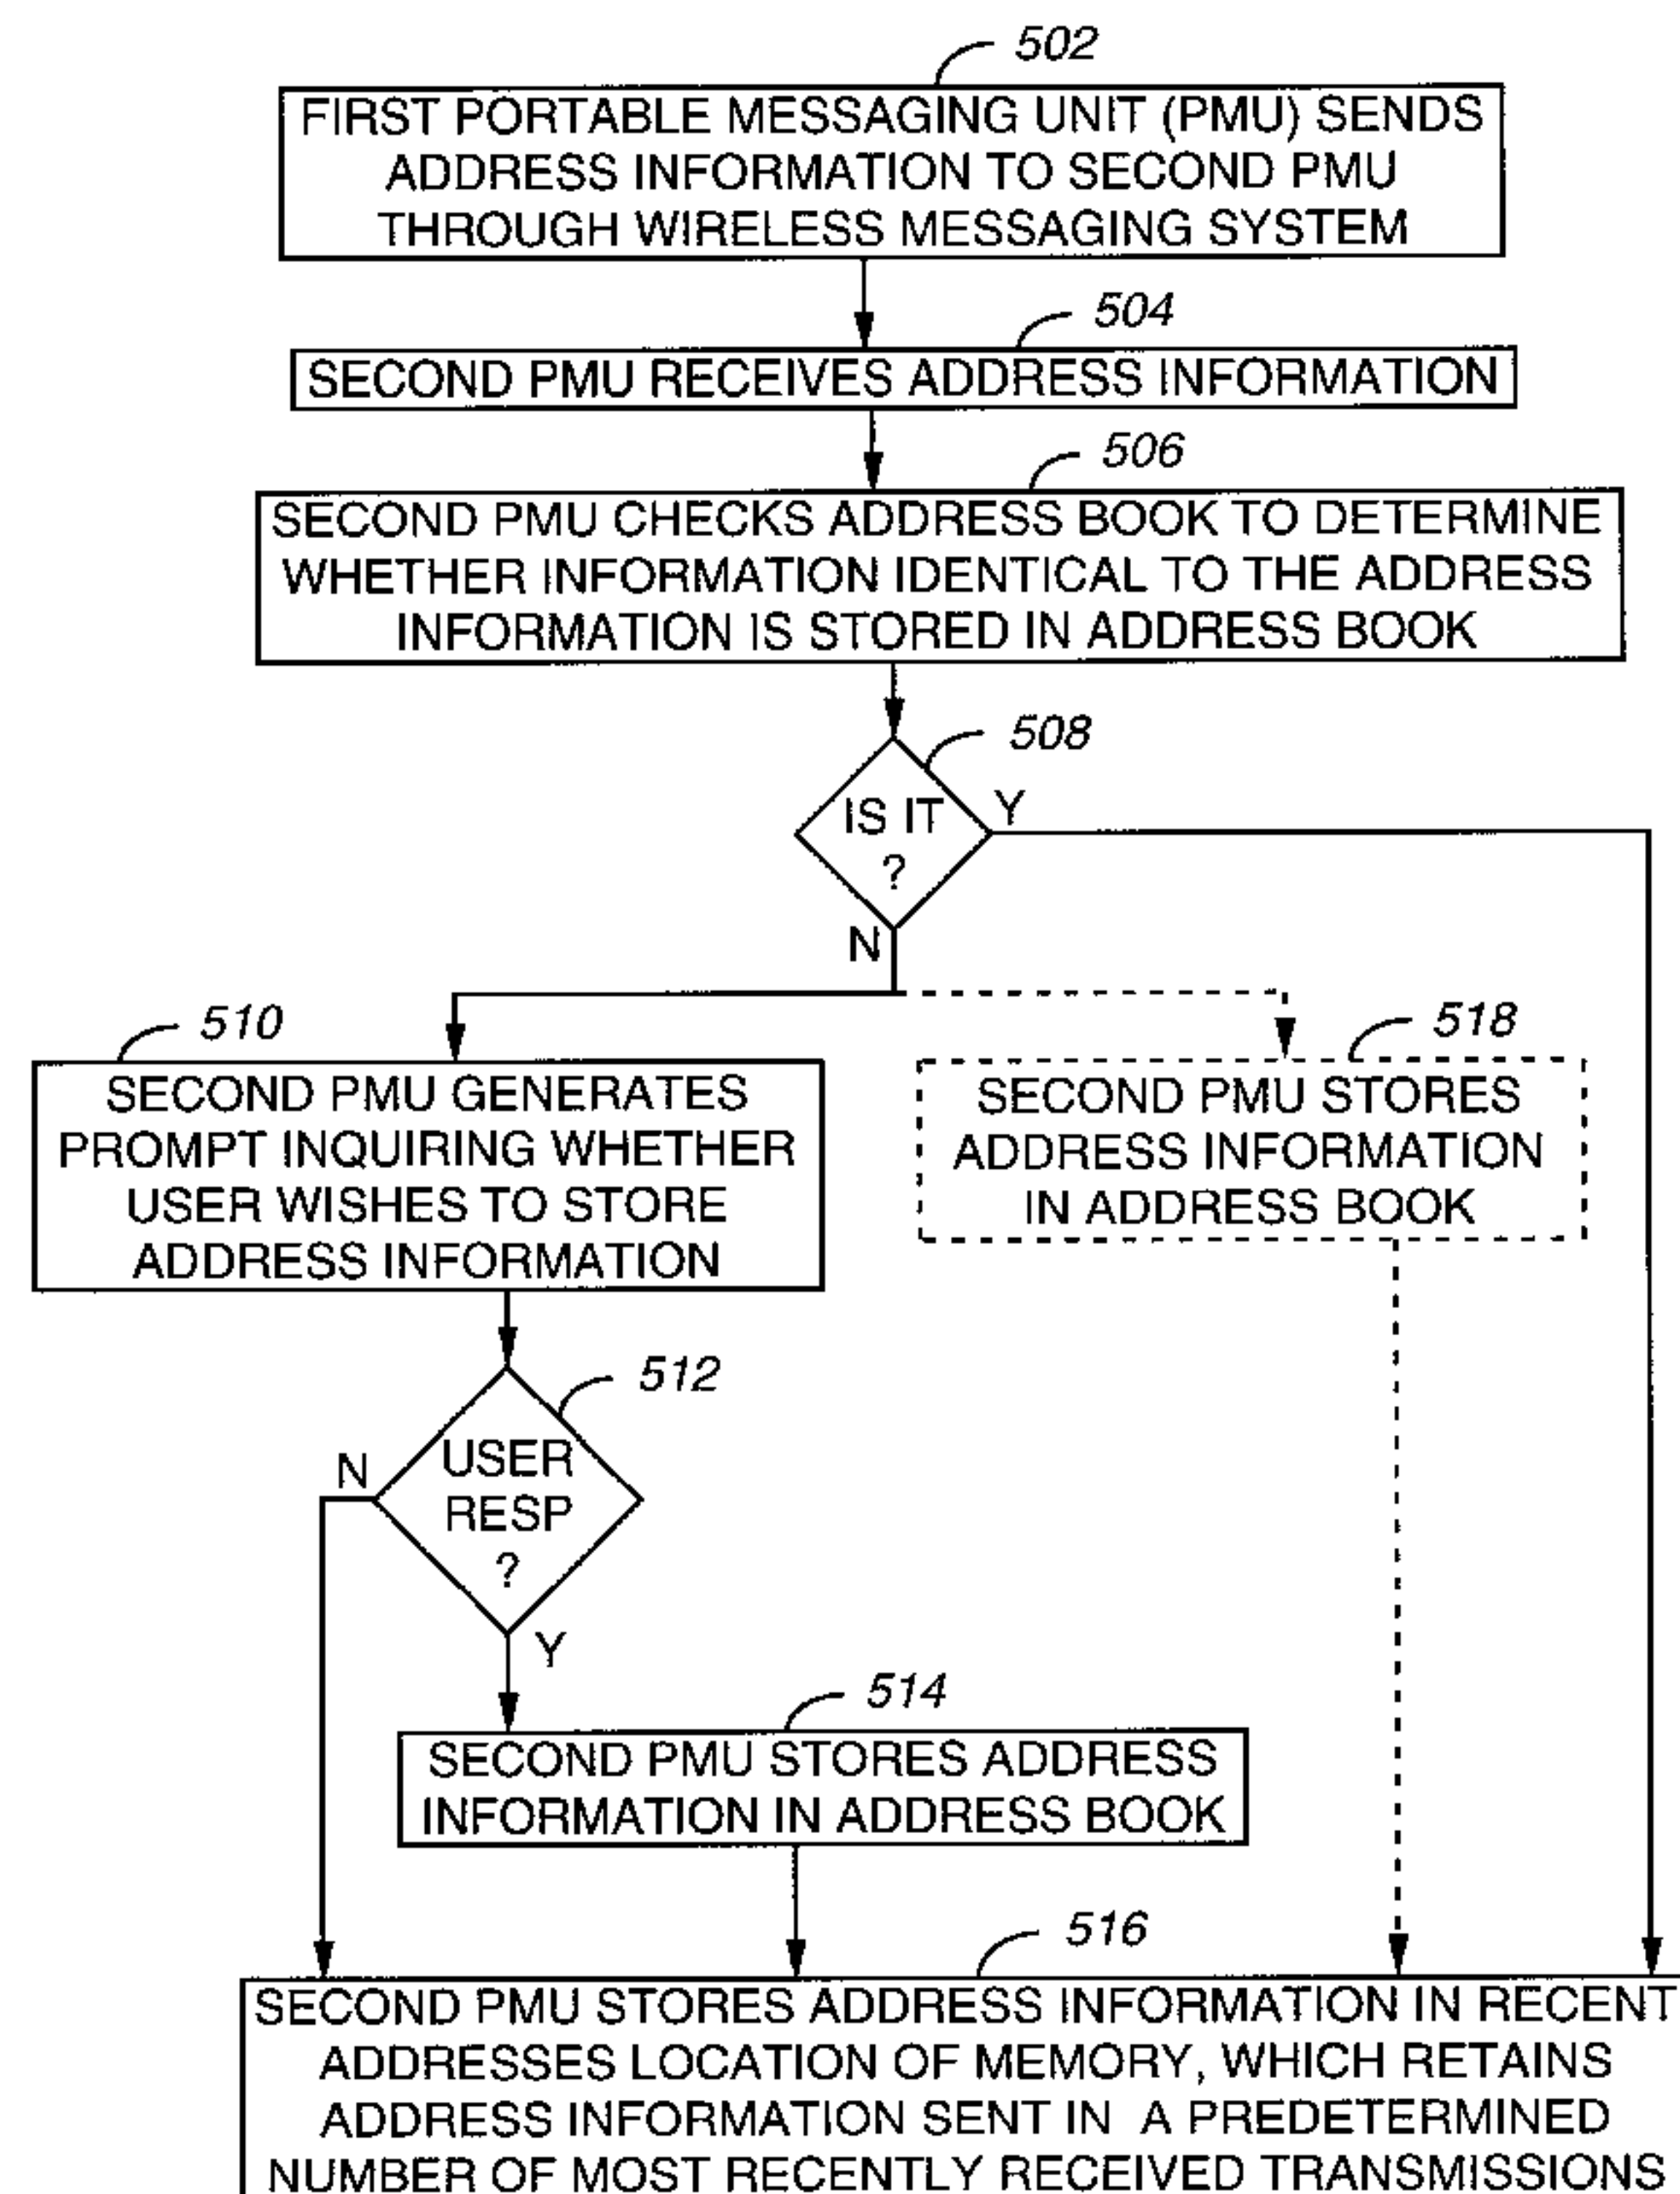 502
FIRST PORTABLE MESSAGING UNIT (PMU) SENDS
ADDRESS INFORMATION TO SECOND PMU
THROUGH WIRELESS MESSAGING SYSTEM
504
SECOND PMU RECEIVES ADDRESS INFORMATION
506
SECOND PMU CHECKS ADDRESS BOOK TO DETERMINE
WHETHER INFORMATION IDENTICAL TO THE ADDRESS
INFORMATION IS STORED IN ADDRESS BOOK
508
IS IT
?
Y
N
510
SECOND PMU GENERATES
PROMPT INQUIRING WHETHER
USER WISHES TO STORE
ADDRESS INFORMATION
518
SECOND PMU STORES
ADDRESS INFORMATION
IN ADDRESS BOOK
512
USER
RESP
?
N
Y
514
SECOND PMU STORES ADDRESS
INFORMATION IN ADDRESS BOOK
516
SECOND PMU STORES ADDRESS INFORMATION IN RECENT
ADDRESSES LOCATION OF MEMORY, WHICH RETAINS
ADDRESS INFORMATION SENT IN A PREDETERMINED
NUMBER OF MOST RECENTLY RECEIVED TRANSMISSIONS